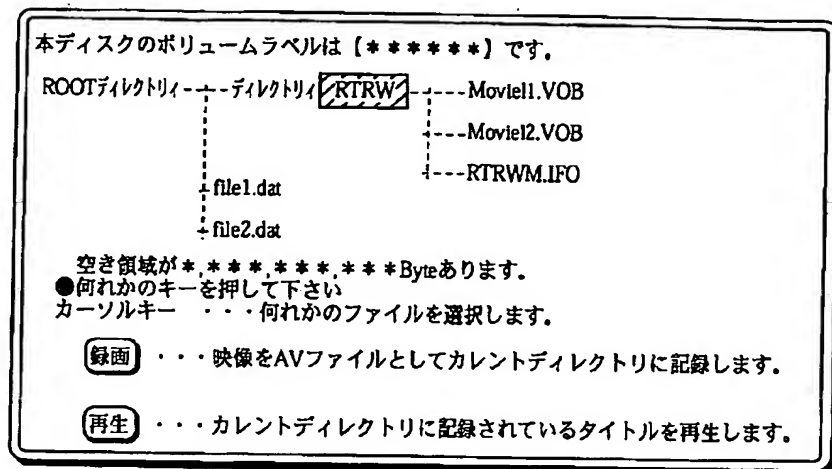 本ディスクのボリュームラベルは【******】です。
ROOTディレクトリィ-----ディレクトリィ RTRW ----Movie11.VOB
----Movie12.VOB
----RTRWM.IFO
file1.dat
file2.dat
空き領域が*,***,***,***Byteあります。
●何れかのキーを押して下さい
カーソルキー ・・・何れかのファイルを選択します。
録画 ・・・映像をAVファイルとしてカレントディレクトリに記録します。
再生 ・・・カレントディレクトリに記録されているタイトルを再生します。